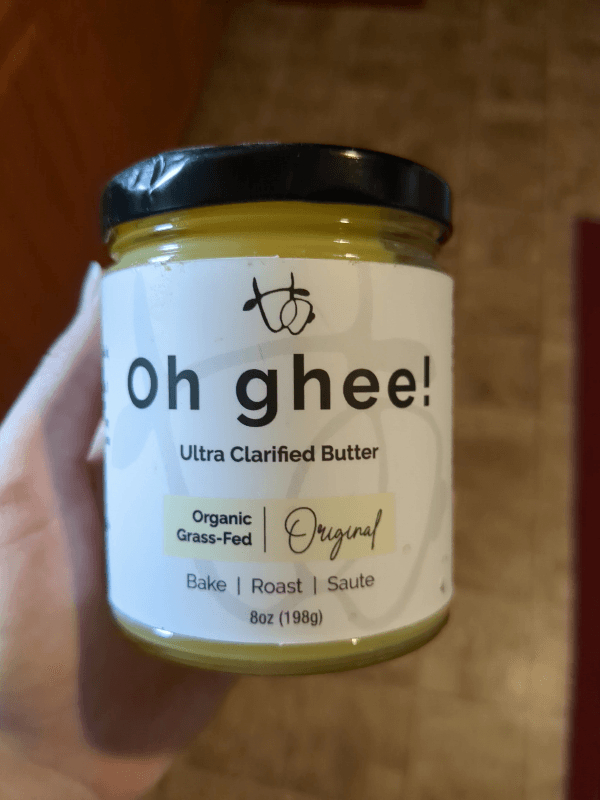 Oh ghee!
Ultra Clarified Butter
Organic
Grass-Fed | Original
Bake | Roast | Saute
8oz (198g)